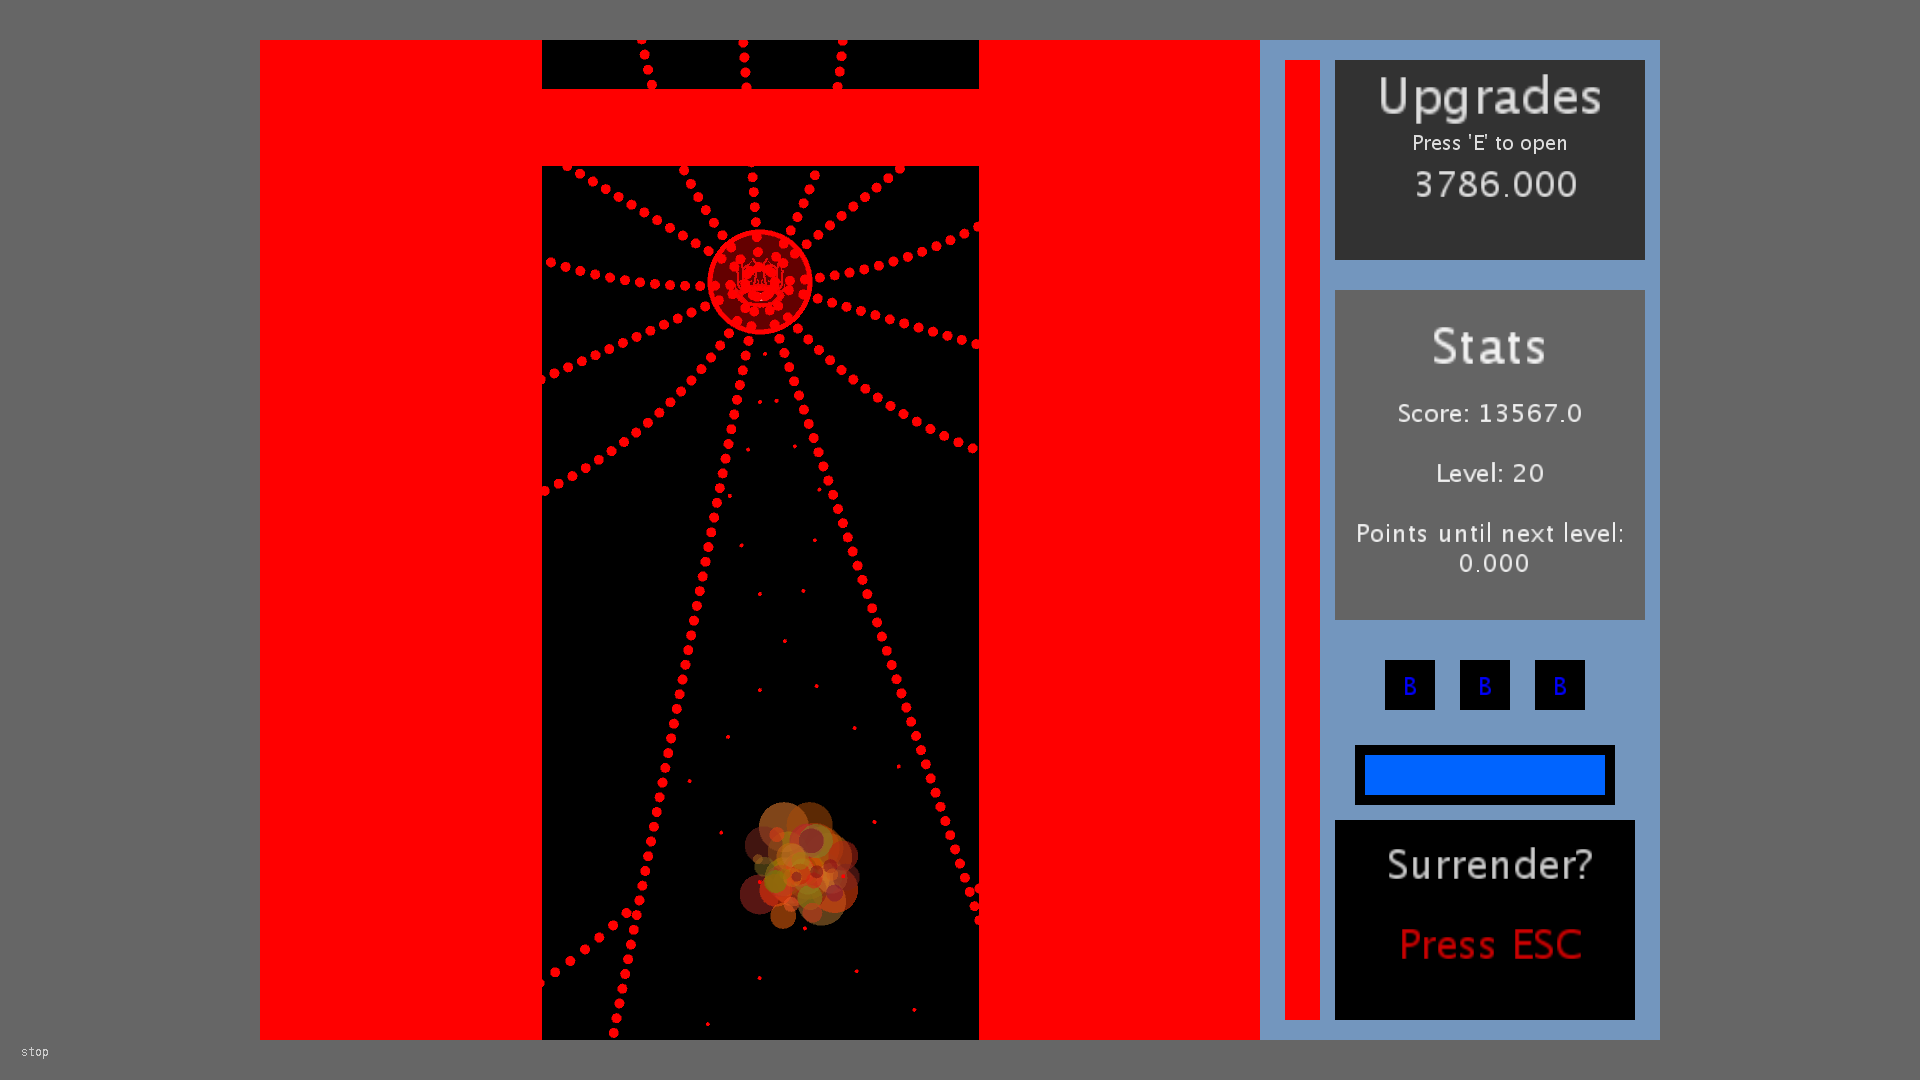 Upgrades
Press 'E' to open
3786.000
Stats
Score: 13567.0
Level: 20
Points until next level:
0.000
B B B
Surrender?
Press ESC
stop